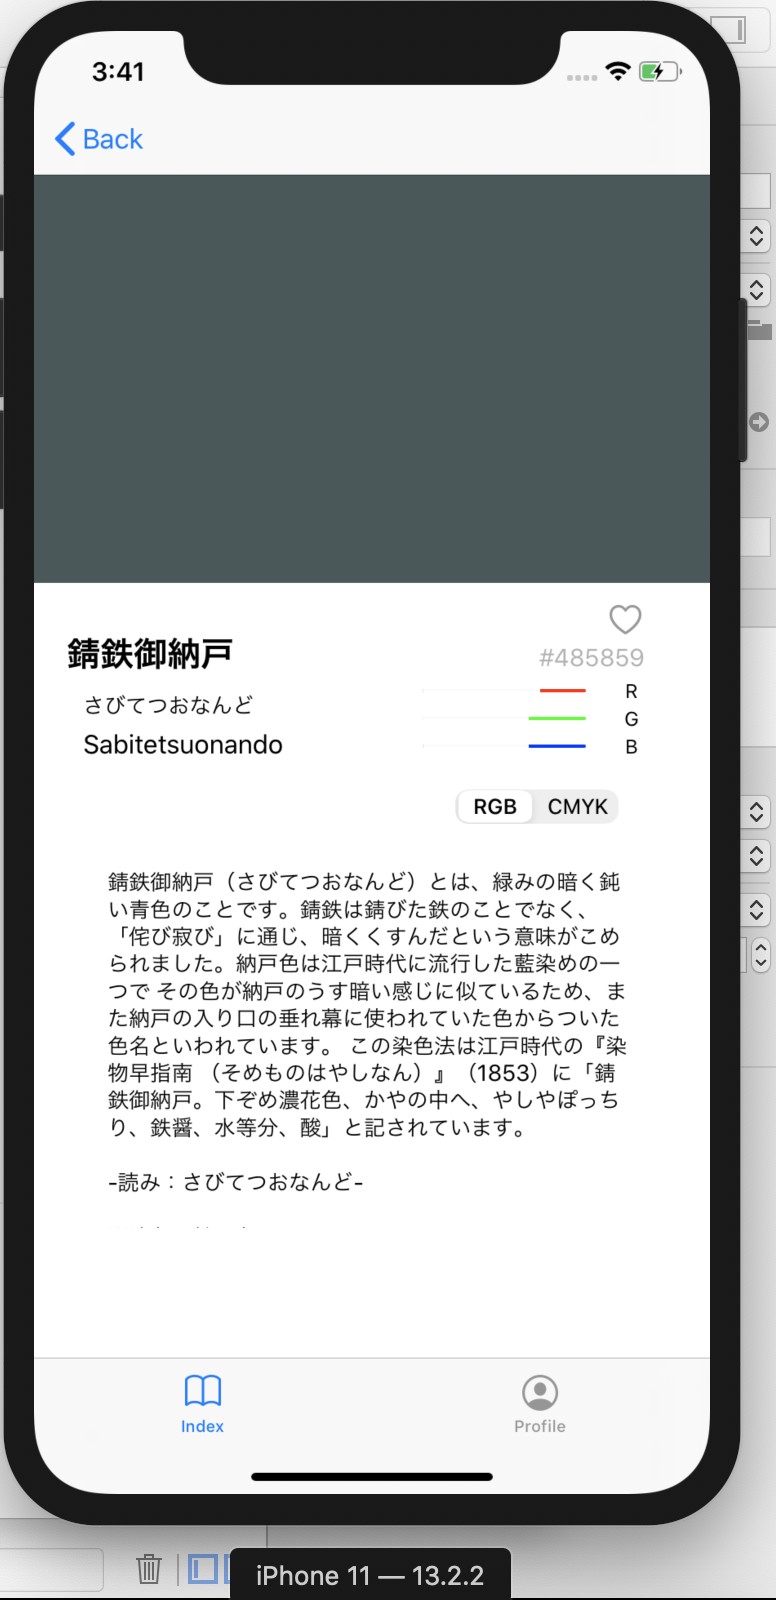 3:41
Back
錆鉄御納戸
#485859
さびてつおなんど
Sabitetsuonando
R
G
B
RGB CMYK
錆鉄御納戸（さびてつおなんど）とは、緑みの暗く鈍
い青色のことです。錆鉄は錆びた鉄のことでなく、
「侘び寂び」に通じ、暗くくすんだという意味がこめ
られました。納戸色は江戸時代に流行した藍染めの一
つで その色が納戸のうす暗い感じに似ているため、ま
た納戸の入り口の垂れ幕に使われていた色からついた
色名といわれています。 この染色法は江戸時代の『染
物早指南 （そめものはやしなん）』（1853）に「錆
鉄御納戸。下ぞめ濃花色、かやの中へ、やしやぽっち
り、鉄醤、水等分、酸」と記されています。
-読み：さびてつおなんど-
Index
Profile
iPhone 11 — 13.2.2